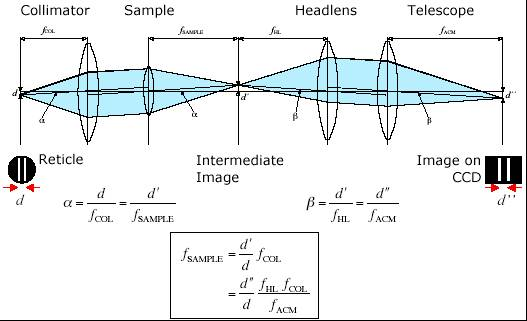 Collimator Sample Headlens Telescope
fCOL fSAMPLE fHL fACM
d d' d''
α α β β
Reticle Intermediate Image on
Image CCD
d d''
α = d / fCOL = d' / fSAMPLE β = d' / fHL = d'' / fACM
fSAMPLE = d' / d fCOL
= d'' / d fHL fCOL / fACM